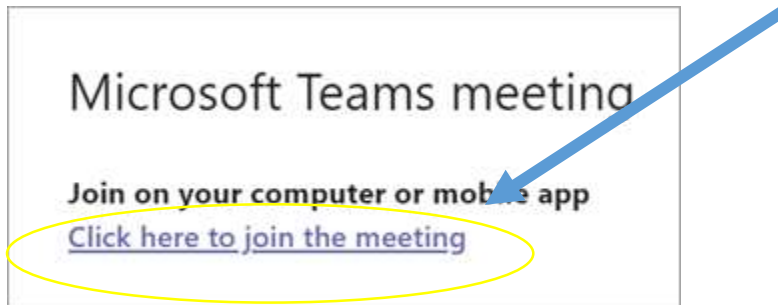 Microsoft Teams meeting
Join on your computer or mobile app
Click here to join the meeting